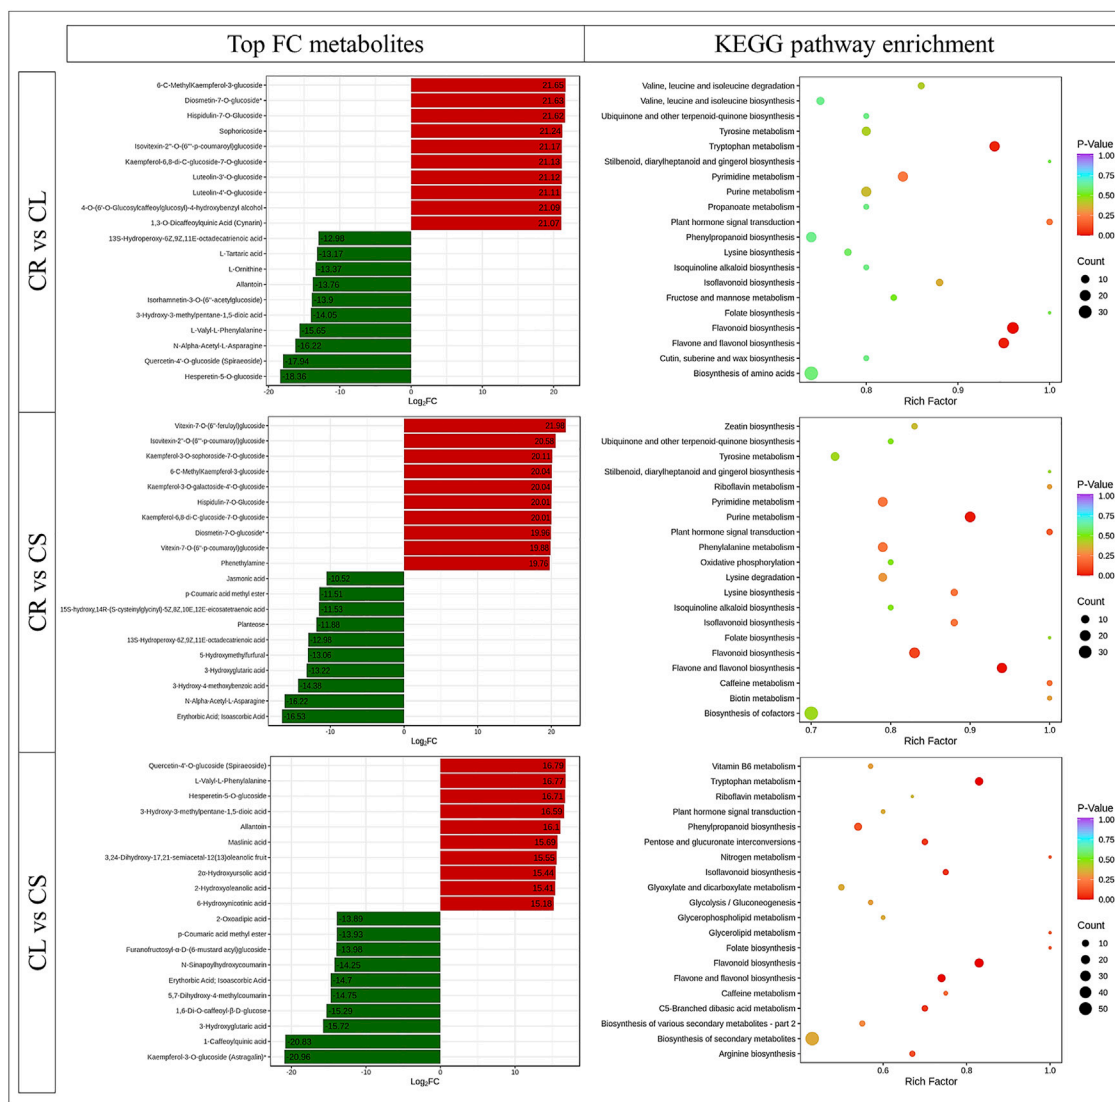 Top FC metabolites
KEGG pathway enrichment
CR vs CL
6-C-MethylKaempferol-3-glucoside 21.65
Diosmetin-7-O-glucoside* 21.63
Hispidulin-7-O-Glucoside 21.62
Sophoricoside 21.24
Isovitexin-2"-O-(6'''-p-coumaroyl)glucoside 21.17
Kaempferol-6,8-di-C-glucoside-7-O-glucoside 21.13
Luteolin-3'-O-glucoside 21.12
Luteolin-4'-O-glucoside 21.11
4-O-(6'-O-Glucosylcaffeoylglucosyl)-4-hydroxybenzyl alcohol 21.09
1,3-O-Dicaffeoylquinic Acid (Cynarin) 21.07
13S-Hydroperoxy-6Z,9Z,11E-octadecatrienoic acid -12.98
L-Tartaric acid -13.17
L-Ornithine -13.37
Allantoin -13.76
Isorhamnetin-3-O-(6''-acetylglucoside) -13.9
3-Hydroxy-3-methylpentane-1,5-dioic acid -14.05
L-Valyl-L-Phenylalanine -15.65
N-Alpha-Acetyl-L-Asparagine -16.22
Quercetin-4'-O-glucoside (Spiraeoside) -17.94
Hesperetin-5-O-glucoside -18.36
-20 -10 0 10 20
Log2FC
Valine, leucine and isoleucine degradation
Valine, leucine and isoleucine biosynthesis
Ubiquinone and other terpenoid-quinone biosynthesis
Tyrosine metabolism
Tryptophan metabolism
Stilbenoid, diarylheptanoid and gingerol biosynthesis
Pyrimidine metabolism
Purine metabolism
Propanoate metabolism
Plant hormone signal transduction
Phenylpropanoid biosynthesis
Lysine biosynthesis
Isoquinoline alkaloid biosynthesis
Isoflavonoid biosynthesis
Fructose and mannose metabolism
Folate biosynthesis
Flavonoid biosynthesis
Flavone and flavonol biosynthesis
Cutin, suberine and wax biosynthesis
Biosynthesis of amino acids
0.8 0.9 1.0
Rich Factor
P-Value
1.00
0.75
0.50
0.25
0.00
Count
10
20
30
CR vs CS
Vitexin-7-O-(6''-feruloyl)glucoside 21.98
Isovitexin-2"-O-(6'''-p-coumaroyl)glucoside 20.58
Kaempferol-3-O-sophoroside-7-O-glucoside 20.11
6-C-MethylKaempferol-3-glucoside 20.04
Kaempferol-3-O-galactoside-4'-O-glucoside 20.04
Hispidulin-7-O-Glucoside 20.01
Kaempferol-6,8-di-C-glucoside-7-O-glucoside 20.01
Diosmetin-7-O-glucoside* 19.96
Vitexin-7-O-(6''-p-coumaroyl)glucoside 19.88
Phenethylamine 19.76
Jasmonic acid -10.52
p-Coumaric acid methyl ester -11.51
15S-hydroxy,14R-(S-cysteinylglycinyl)-5Z,8Z,10E,12E-eicosatetraenoic acid -11.53
Planteose -11.88
13S-Hydroperoxy-6Z,9Z,11E-octadecatrienoic acid -12.98
5-Hydroxymethylfurfural -13.06
3-Hydroxyglutaric acid -13.22
3-Hydroxy-4-methoxybenzoic acid -14.38
N-Alpha-Acetyl-L-Asparagine -16.22
Erythorbic Acid; Isoascorbic Acid -16.53
-10 0 10 20
Log2FC
Zeatin biosynthesis
Ubiquinone and other terpenoid-quinone biosynthesis
Tyrosine metabolism
Stilbenoid, diarylheptanoid and gingerol biosynthesis
Riboflavin metabolism
Pyrimidine metabolism
Purine metabolism
Plant hormone signal transduction
Phenylalanine metabolism
Oxidative phosphorylation
Lysine degradation
Lysine biosynthesis
Isoquinoline alkaloid biosynthesis
Isoflavonoid biosynthesis
Folate biosynthesis
Flavonoid biosynthesis
Flavone and flavonol biosynthesis
Caffeine metabolism
Biotin metabolism
Biosynthesis of cofactors
0.7 0.8 0.9 1.0
Rich Factor
P-Value
1.00
0.75
0.50
0.25
0.00
Count
10
20
30
CL vs CS
Quercetin-4'-O-glucoside (Spiraeoside) 16.79
L-Valyl-L-Phenylalanine 16.77
Hesperetin-5-O-glucoside 16.71
3-Hydroxy-3-methylpentane-1,5-dioic acid 16.59
Allantoin 16.1
Maslinic acid 15.69
3,24-Dihydroxy-17,21-semiacetal-12(13)oleanolic fruit 15.55
2α-Hydroxyursolic acid 15.44
2-Hydroxyoleanolic acid 15.41
6-Hydroxynicotinic acid 15.18
2-Oxoadipic acid -13.89
p-Coumaric acid methyl ester -13.93
Furanofructosyl-α-D-(6-mustard acyl)glucoside -13.96
N-Sinapoylhydroxycoumarin -14.25
Erythorbic Acid; Isoascorbic Acid -14.7
5,7-Dihydroxy-4-methylcoumarin -14.75
1,6-Di-O-caffeoyl-β-D-glucose -15.29
3-Hydroxyglutaric acid -15.72
1-Caffeoylquinic acid -20.83
Kaempferol-3-O-glucoside (Astragalin)* -20.96
-20 -10 0 10
Log2FC
Vitamin B6 metabolism
Tryptophan metabolism
Riboflavin metabolism
Plant hormone signal transduction
Phenylpropanoid biosynthesis
Pentose and glucuronate interconversions
Nitrogen metabolism
Isoflavonoid biosynthesis
Glyoxylate and dicarboxylate metabolism
Glycolysis / Gluconeogenesis
Glycerophospholipid metabolism
Glycerolipid metabolism
Folate biosynthesis
Flavonoid biosynthesis
Flavone and flavonol biosynthesis
Caffeine metabolism
C5-Branched dibasic acid metabolism
Biosynthesis of various secondary metabolites - part 2
Biosynthesis of secondary metabolites
Arginine biosynthesis
0.6 0.8 1.0
Rich Factor
P-Value
1.00
0.75
0.50
0.25
0.00
Count
10
20
30
40
50